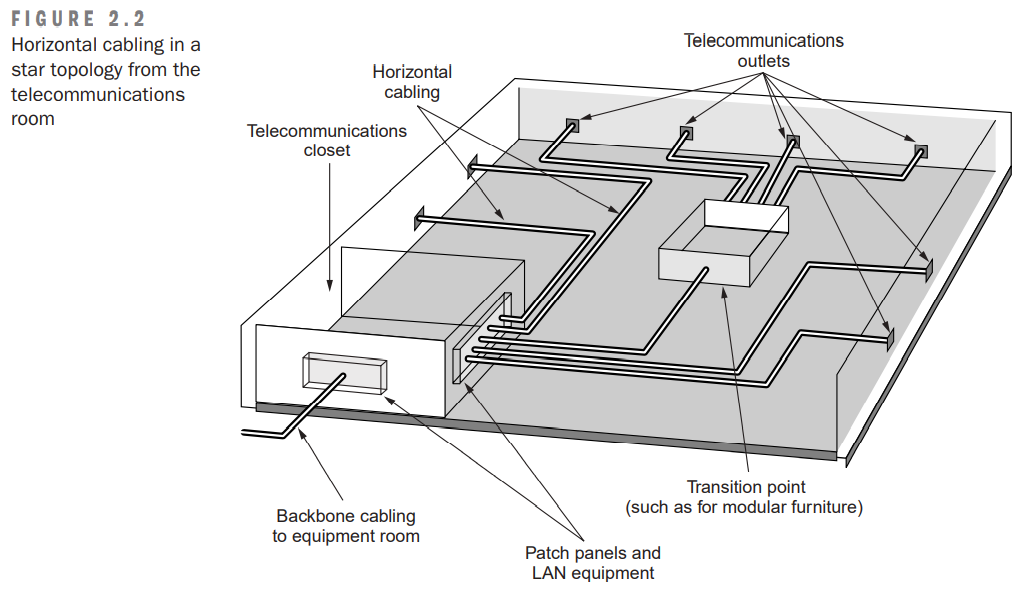 FIGURE 2.2
Horizontal cabling in a
star topology from the
telecommunications
room
Telecommunications
outlets
Horizontal
cabling
Telecommunications
closet
Transition point
(such as for modular furniture)
Backbone cabling
to equipment room
Patch panels and
LAN equipment